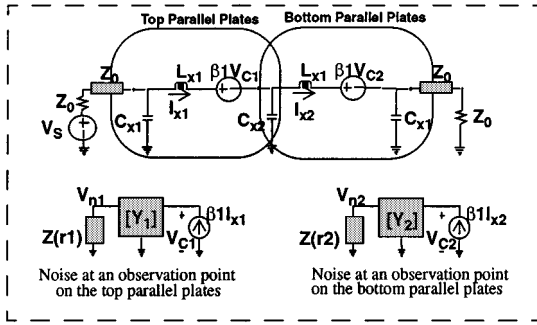 Top Parallel Plates
Bottom Parallel Plates
Z0
Lx1
β1VC1
Lx1
β1VC2
Z0
Z0
Ix1
Ix2
Z0
VS
Cx1
Cx2
Cx1
Vn1
[Y1]
+
β1Ix1
Z(r1)
VC1
-
Vn2
[Y2]
+
β1Ix2
Z(r2)
VC2
-
Noise at an observation point
on the top parallel plates
Noise at an observation point
on the bottom parallel plates